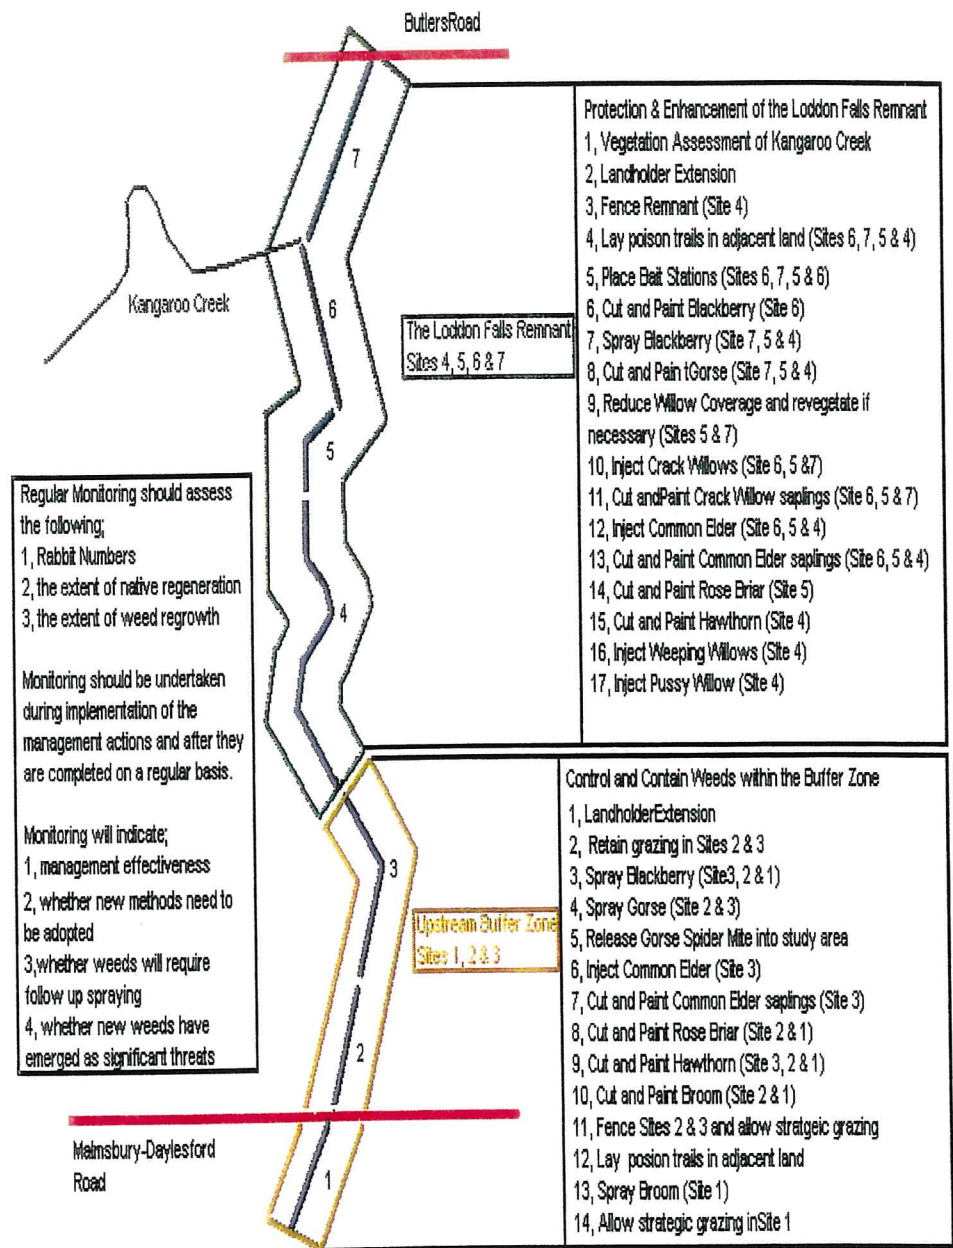 ButlersRoad
Protection & Enhancement of the Loddon Falls Remnant
1, Vegetation Assessment of Kangaroo Creek
2, Landholder Extension
3, Fence Remnant (Site 4)
4, Lay poison trails in adjacent land (Sites 6, 7, 5 & 4)
5, Place Bait Stations (Sites 6, 7, 5 & 6)
6, Cut and Paint Blackberry (Site 6)
7, Spray Blackberry (Site 7, 5 & 4)
8, Cut and Pain tGorse (Site 7, 5 & 4)
9, Reduce Willow Coverage and revegetate if
necessary (Sites 5 & 7)
10, Inject Crack Willows (Site 6, 5 &7)
11, Cut andPaint Crack Willow saplings (Site 6, 5 & 7)
12, Inject Common Elder (Site 6, 5 & 4)
13, Cut and Paint Common Elder saplings (Site 6, 5 & 4)
14, Cut and Paint Rose Briar (Site 5)
15, Cut and Paint Hawthorn (Site 4)
16, Inject Weeping Willows (Site 4)
17, Inject Pussy Willow (Site 4)
The Loddon Falls Remnant
Sites 4, 5, 6 & 7
Kangaroo Creek
7
6
5
4
3
2
1
Regular Monitoring should assess
the following;
1, Rabbit Numbers
2, the extent of native regeneration
3, the extent of weed regrowth
Monitoring should be undertaken
during implementation of the
management actions and after they
are completed on a regular basis.
Monitoring will indicate;
1, management effectiveness
2, whether new methods need to
be adopted
3,whether weeds will require
follow up spraying
4, whether new weeds have
emerged as significant threats
Upstream Buffer Zone
Sites 1, 2 & 3
Control and Contain Weeds within the Buffer Zone
1, LandholderExtension
2, Retain grazing in Sites 2 & 3
3, Spray Blackberry (Site3, 2 & 1)
4, Spray Gorse (Site 2 & 3)
5, Release Gorse Spider Mite into study area
6, Inject Common Elder (Site 3)
7, Cut and Paint Common Elder saplings (Site 3)
8, Cut and Paint Rose Briar (Site 2 & 1)
9, Cut and Paint Hawthorn (Site 3, 2 & 1)
10, Cut and Paint Broom (Site 2 & 1)
11, Fence Sites 2 & 3 and allow stratgeic grazing
12, Lay posion trails in adjacent land
13, Spray Broom (Site 1)
14, Allow strategic grazing inSite 1
Malmsbury-Daylesford
Road